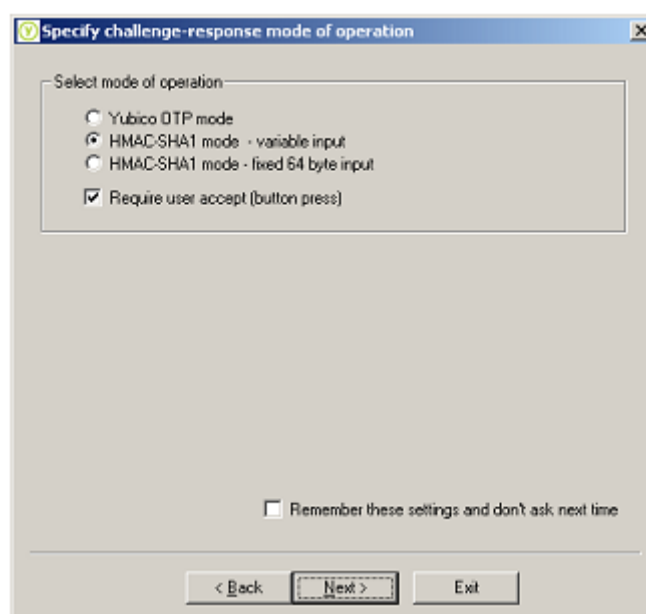 Specify challenge-response mode of operation
Select mode of operation
Yubico OTP mode
HMAC-SHA1 mode - variable input
HMAC-SHA1 mode - fixed 64 byte input
Require user accept (button press)
Remember these settings and don't ask next time
< Back Next > Exit